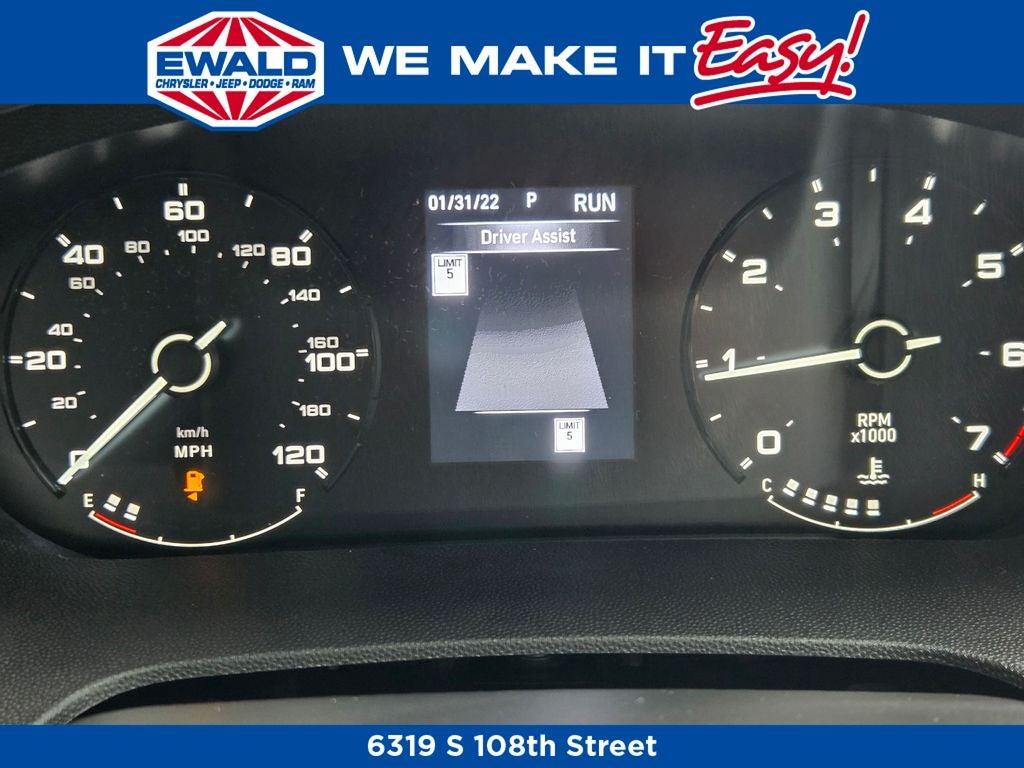 EWALD
CHRYSLER • JEEP • DODGE • RAM
WE MAKE IT Easy!
01/31/22 P RUN
Driver Assist
LIMIT
5
LIMIT
5
0 20 40 60 80 100 120
20 40 60 80 100 120 140 160 180
km/h
MPH
E F
0 1 2 3 4 5 6 7
RPM
x1000
C H
6319 S 108th Street